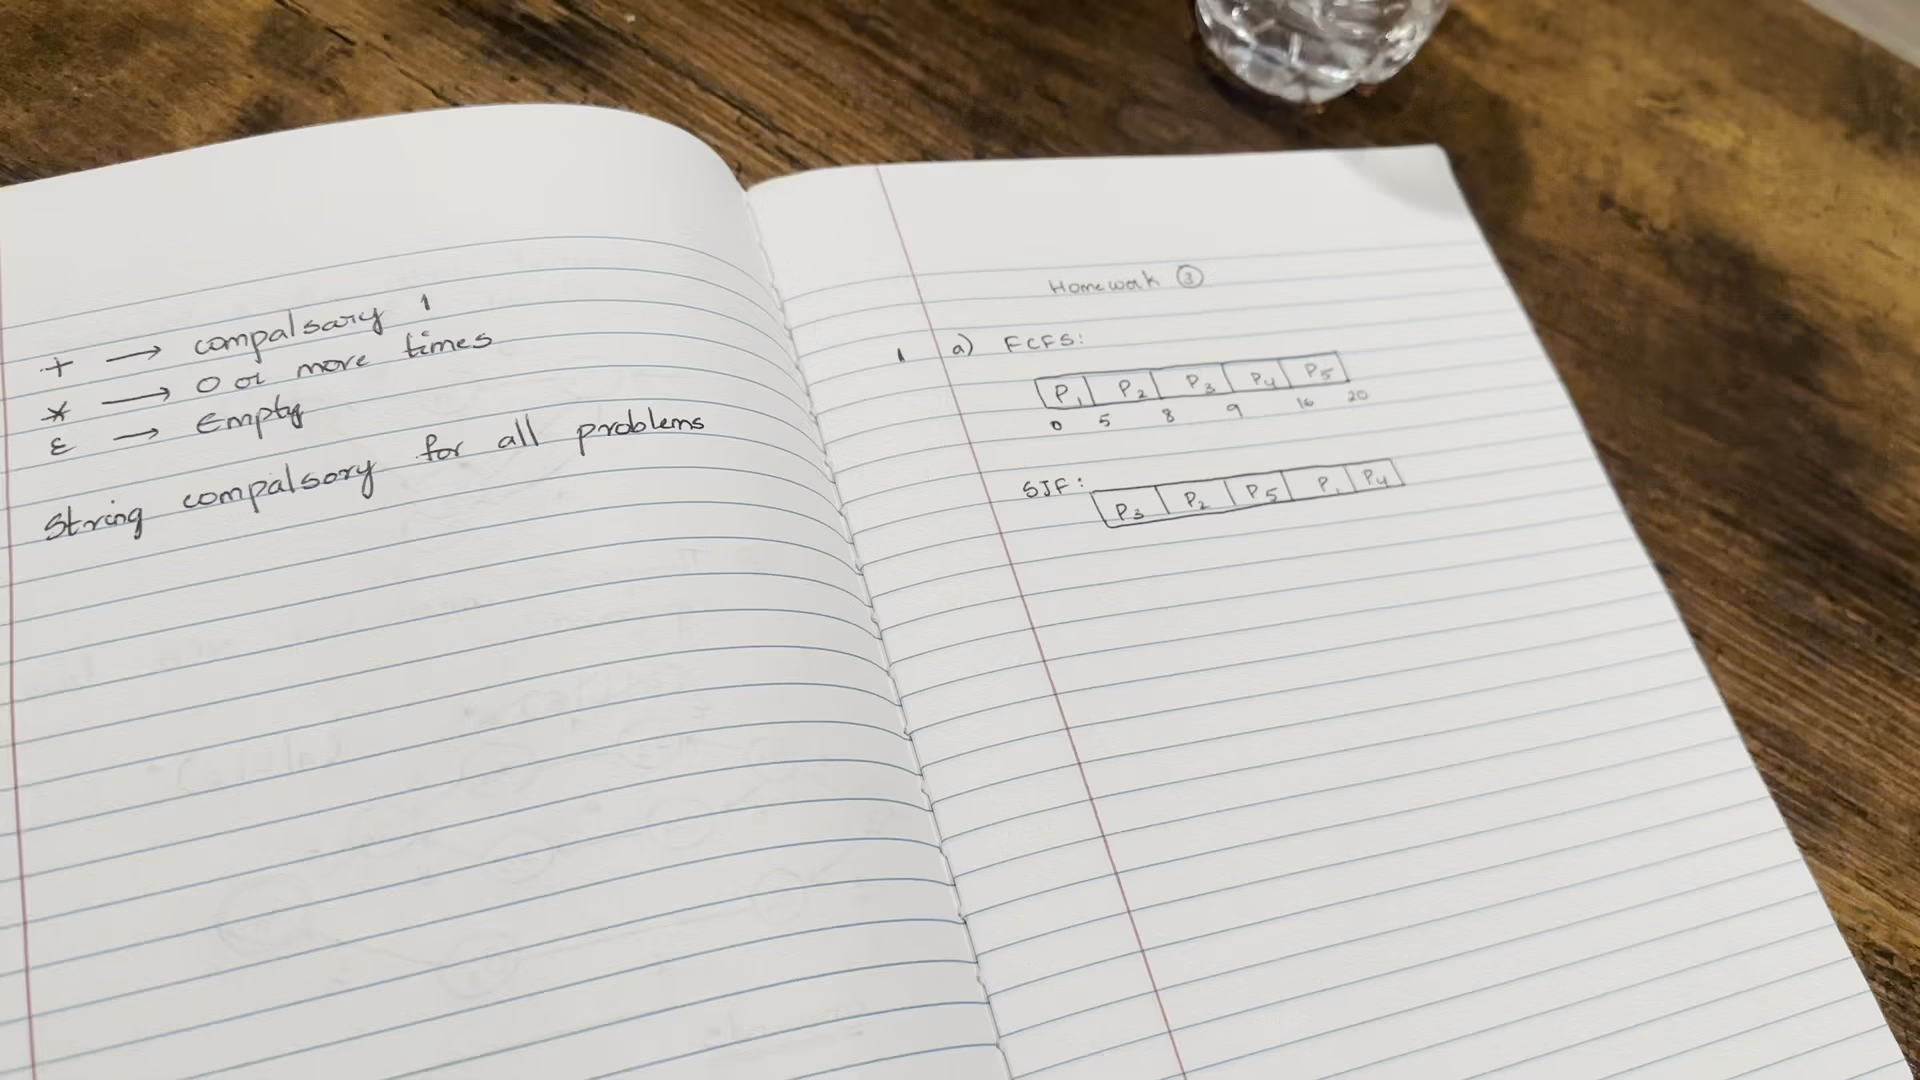 + → compalsary 1
* → 0 or more times
ε → Empty
String compalsory for all problems
Homework ③
1 a) FCFS:
P1 P2 P3 P4 P5
0 5 8 9 16 20
SJF:
P3 P2 P5 P1 P4